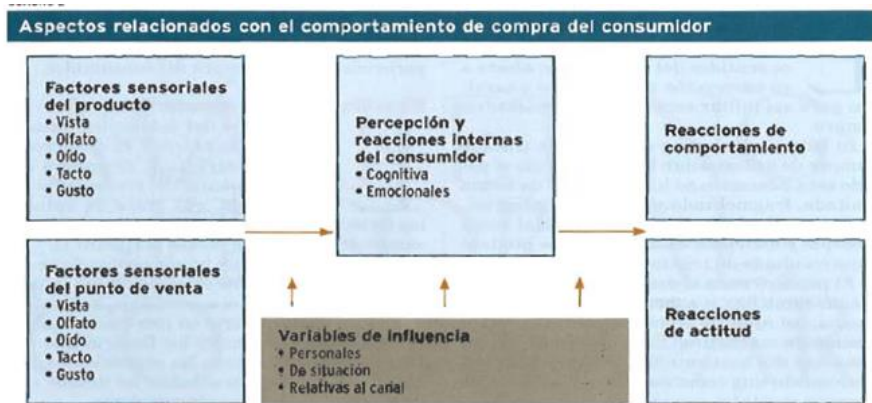 Aspectos relacionados con el comportamiento de compra del consumidor
Factores sensoriales
del producto
• Vista
• Olfato
• Oído
• Tacto
• Gusto
Factores sensoriales
del punto de venta
• Vista
• Olfato
• Oído
• Tacto
• Gusto
Percepción y
reacciones internas
del consumidor
• Cognitiva
• Emocionales
Variables de influencia
• Personales
• De situación
• Relativas al canal
Reacciones de
comportamiento
Reacciones
de actitud